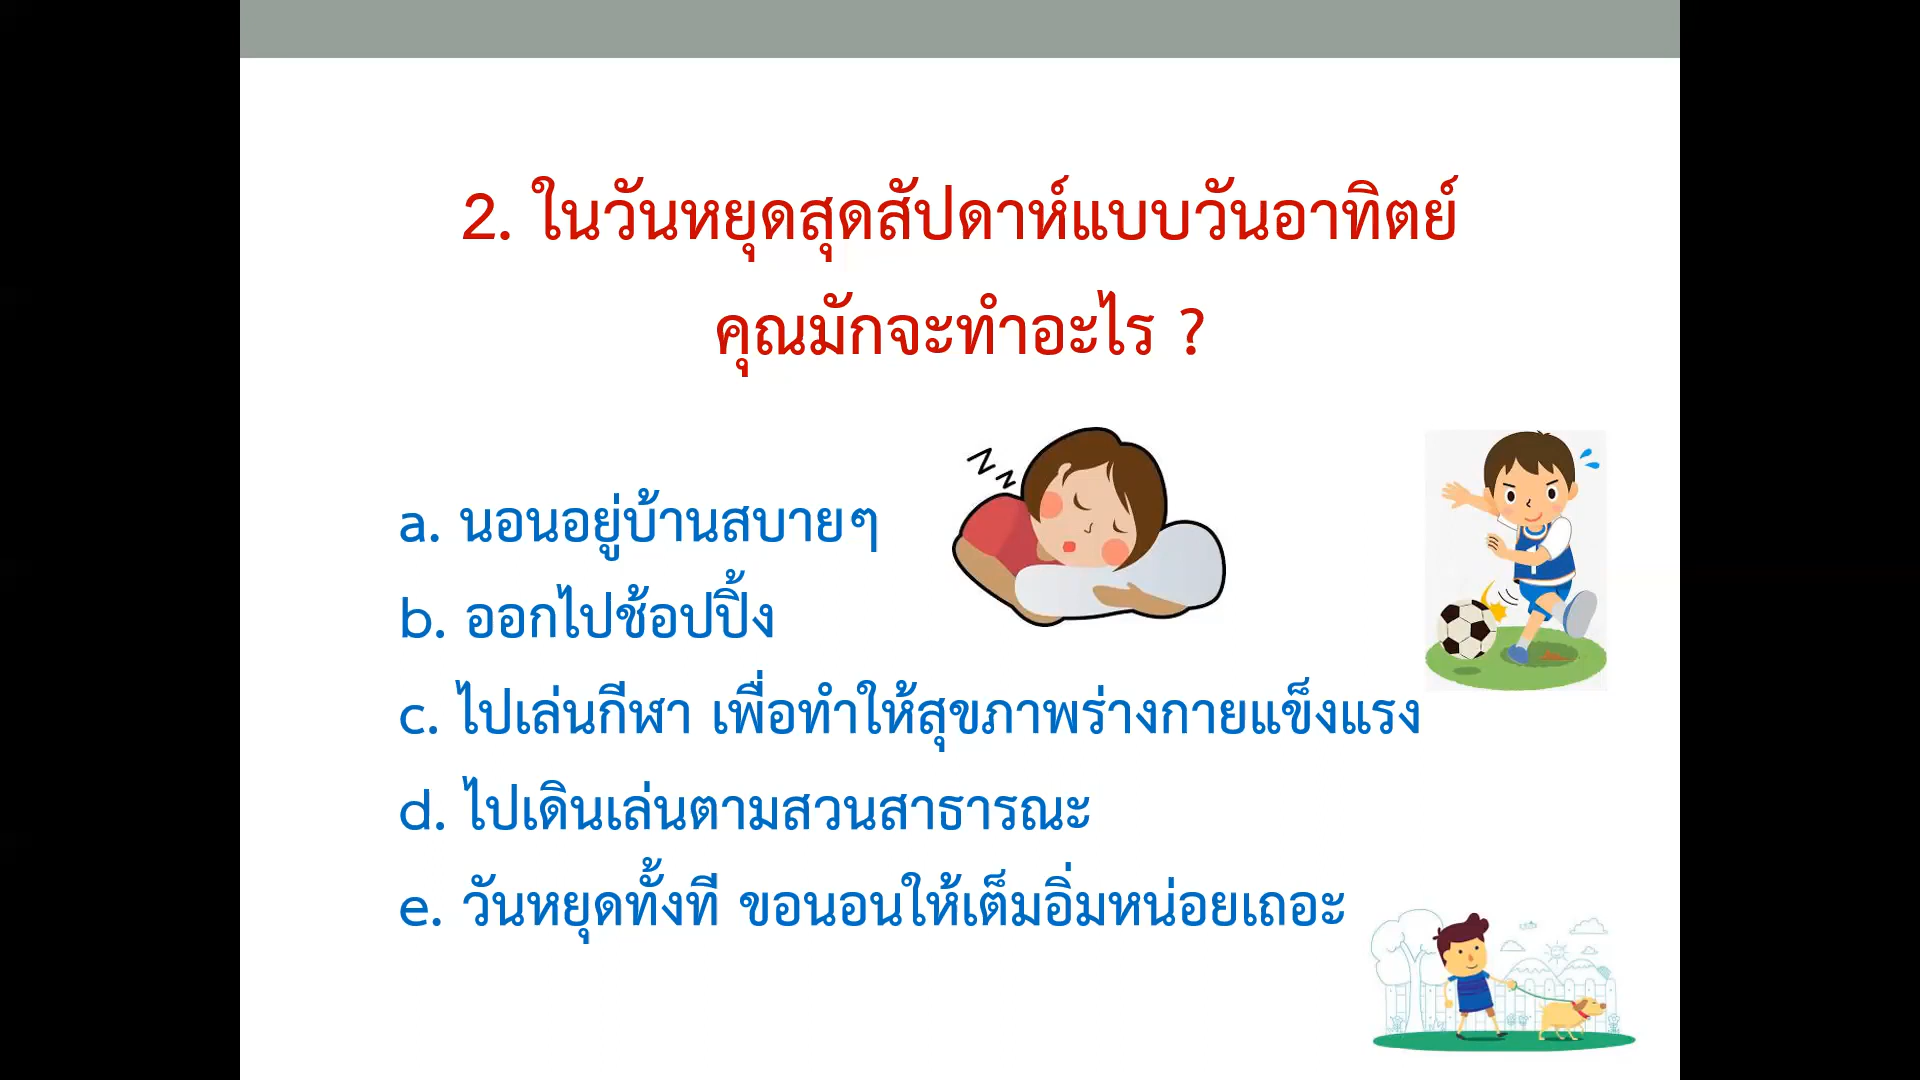 2. ในวันหยุดสุดสัปดาห์แบบวันอาทิตย์
คุณมักจะทำอะไร ?
a. นอนอยู่บ้านสบายๆ
b. ออกไปช้อปปิ้ง
c. ไปเล่นกีฬา เพื่อทำให้สุขภาพร่างกายแข็งแรง
d. ไปเดินเล่นตามสวนสาธารณะ
e. วันหยุดทั้งที ขอนอนให้เต็มอิ่มหน่อยเถอะ